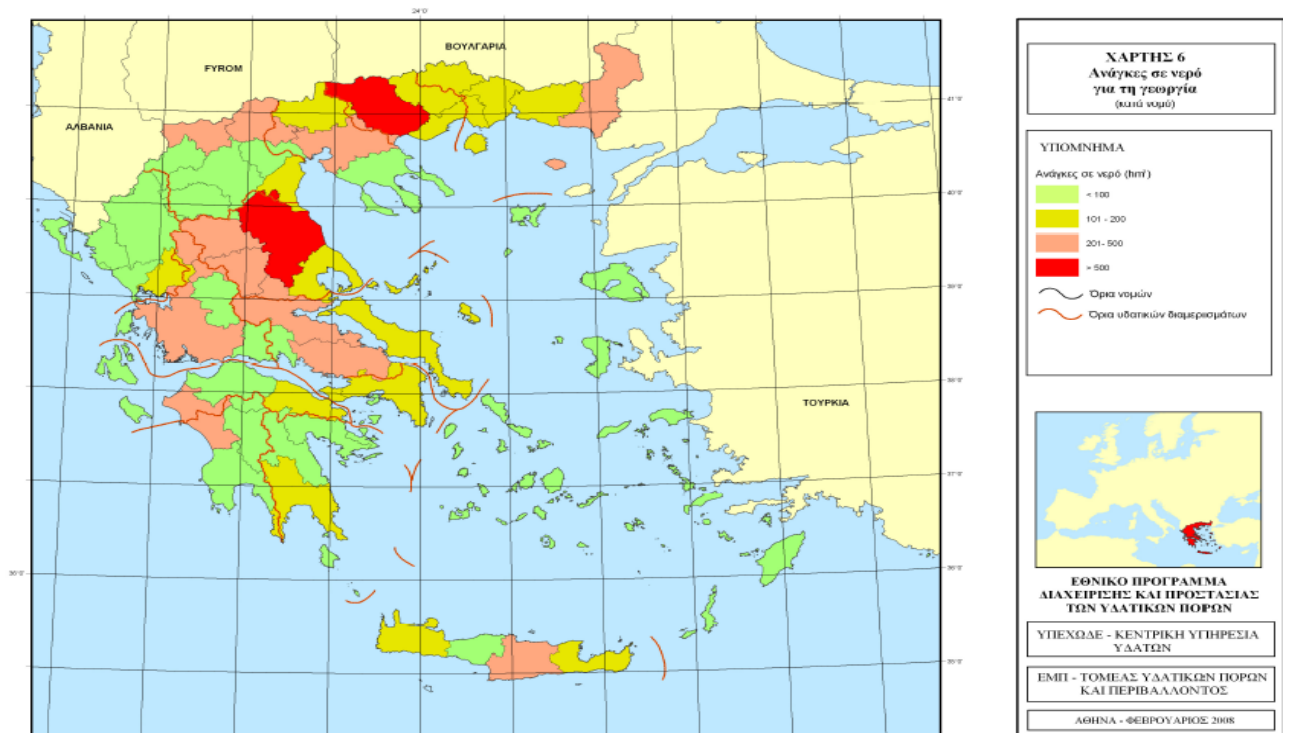 24°0'
ΒΟΥΛΓΑΡΙΑ
FYROM
ΑΛΒΑΝΙΑ
41°0'
40°0'
39°0'
38°0'
ΤΟΥΡΚΙΑ
37°0'
36°0'
36°0'
35°0'
ΧΑΡΤΗΣ 6
Ανάγκες σε νερό
για τη γεωργία
(κατά νομό)
ΥΠΟΜΝΗΜΑ
Ανάγκες σε νερό (hm³)
< 100
101 - 200
201- 500
> 500
Όρια νομών
Όρια υδατικών διαμερισμάτων
ΕΘΝΙΚΟ ΠΡΟΓΡΑΜΜΑ
ΔΙΑΧΕΙΡΙΣΗΣ ΚΑΙ ΠΡΟΣΤΑΣΙΑΣ
ΤΩΝ ΥΔΑΤΙΚΩΝ ΠΟΡΩΝ
ΥΠΕΧΩΔΕ - ΚΕΝΤΡΙΚΗ ΥΠΗΡΕΣΙΑ
ΥΔΑΤΩΝ
ΕΜΠ - ΤΟΜΕΑΣ ΥΔΑΤΙΚΩΝ ΠΟΡΩΝ
ΚΑΙ ΠΕΡΙΒΑΛΛΟΝΤΟΣ
ΑΘΗΝΑ - ΦΕΒΡΟΥΑΡΙΟΣ 2008